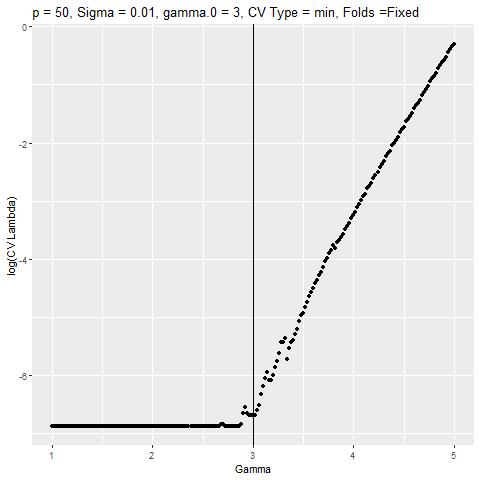 p = 50, Sigma = 0.01, gamma.0 = 3, CV Type = min, Folds =Fixed
0
-2
-4
-6
log(CV Lambda)
1 2 3 4 5
Gamma